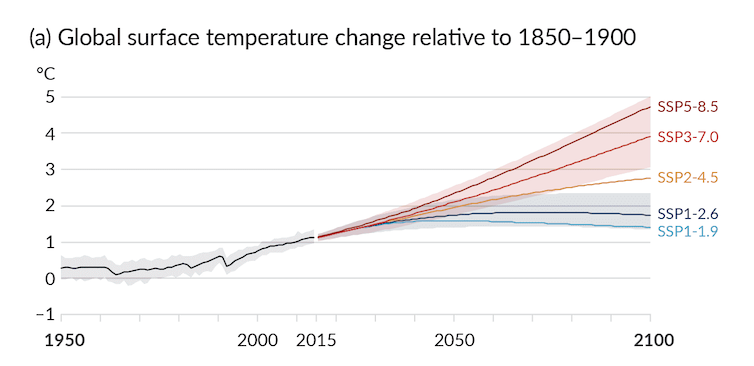 (a) Global surface temperature change relative to 1850–1900
°C
5
SSP5-8.5
4
SSP3-7.0
3
SSP2-4.5
2
SSP1-2.6
SSP1-1.9
1
0
−1
1950 2000 2015 2050 2100